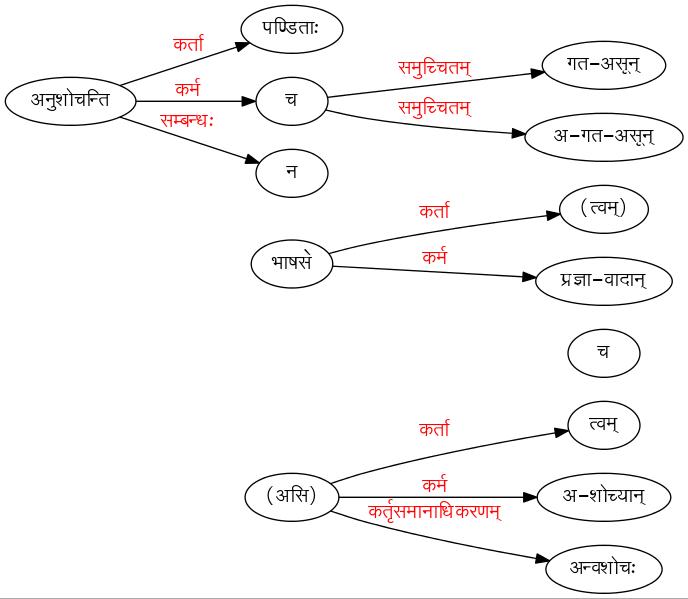 पण्डिताः
कर्ता
गत-असून्
समुच्चितम्
कर्म
अनुशोचन्ति
च
समुच्चितम्
सम्बन्धः
अ-गत-असून्
न
कर्ता
(त्वम्)
भाषसे
कर्म
प्रज्ञा-वादान्
च
कर्ता
त्वम्
कर्म
(असि)
अ-शोच्यान्
कर्तृसमानाधिकरणम्
अन्वशोचः